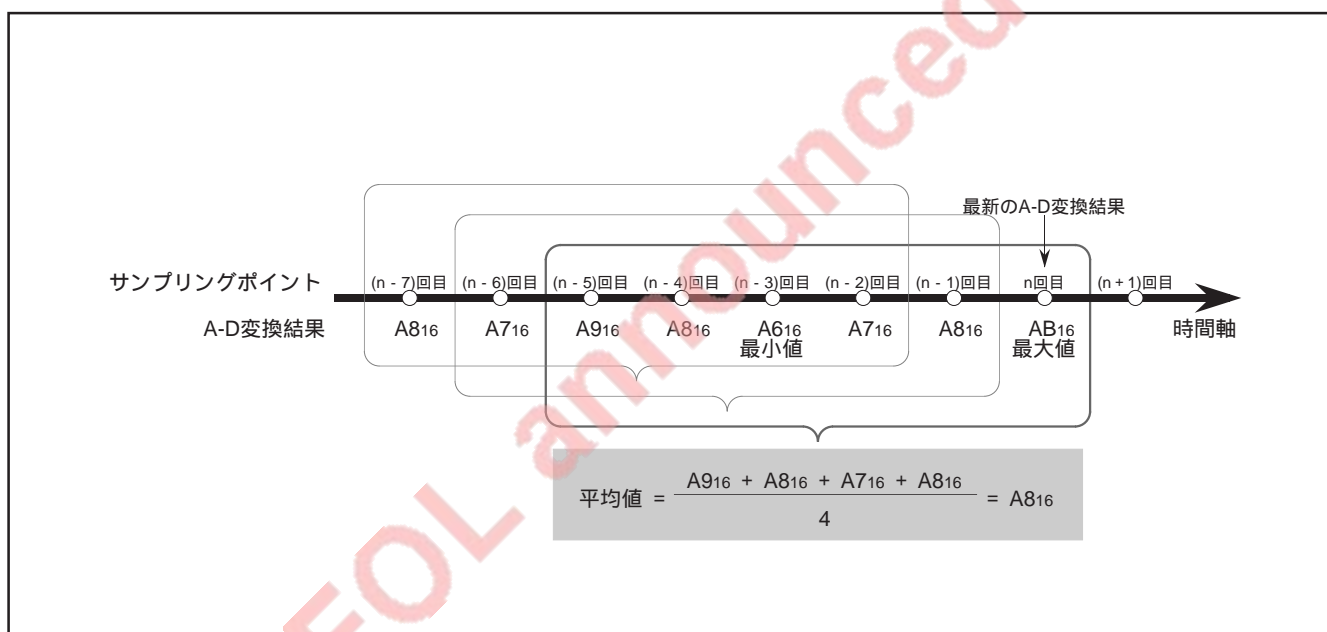 最新のA-D変換結果
サンプリングポイント (n - 7)回目 (n - 6)回目 (n - 5)回目 (n - 4)回目 (n - 3)回目 (n - 2)回目 (n - 1)回目 n回目 (n + 1)回目
A-D変換結果 A816 A716 A916 A816 A616 A716 A816 AB16 時間軸
最小値 最大値
平均値 = A916 + A816 + A716 + A816 = A816
4
EOL announced